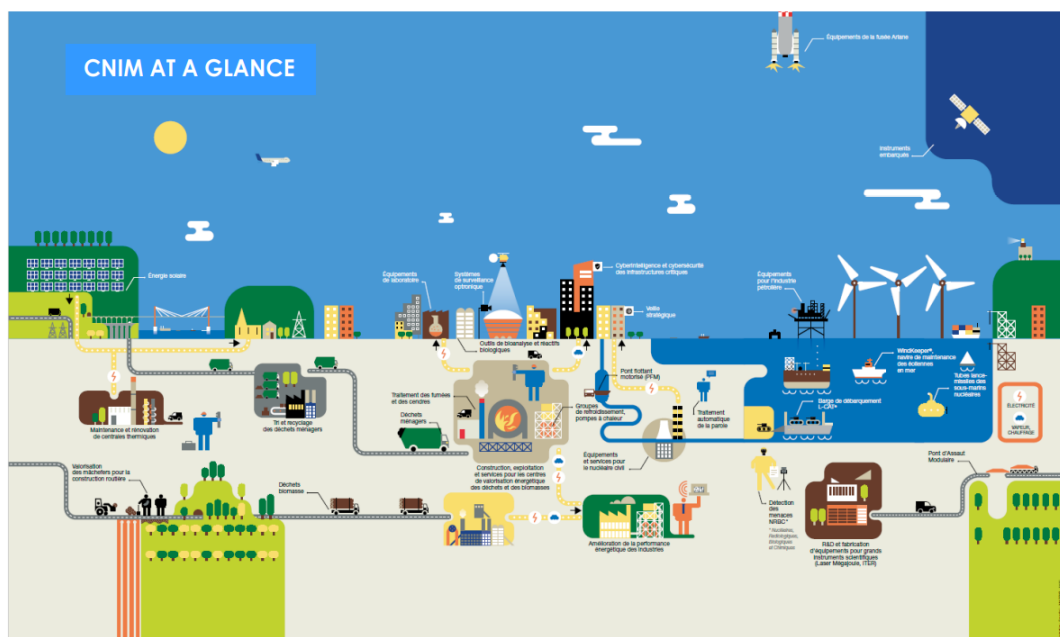 CNIM AT A GLANCE
Équipements de la fusée Ariane
Instruments
embarqués
Énergie solaire
Équipements
de laboratoire
Systèmes
de surveillance
optronique
Cyberintelligence et cybersécurité
des infrastructures critiques
Veille
stratégique
Équipements
pour l'industrie
pétrolière
Outils de bioanalyse et réactifs
biologiques
Pont flottant
motorisé (PFM)
WindKeeper®,
navire de maintenance
des éoliennes
en mer
Tubes lance-
missiles des
sous-marins
nucléaires
Maintenance et rénovation
de centrales thermiques
Tri et recyclage
des déchets ménagers
Traitement des fumées
et des cendres
Déchets
ménagers
Groupes
de refroidissement,
pompes à chaleur
Traitement
automatique
de la parole
Barge de débarquement
L-CAT®
ÉLECTRICITÉ
VAPEUR,
CHAUFFAGE
Valorisation
des mâchefers pour la
construction routière
Déchets
biomasse
Construction, exploitation
et services pour les centres
de valorisation énergétique
des déchets et des biomasses
Équipements
et services pour
le nucléaire civil
Pont d'Assaut
Modulaire
Détection
des
menaces
NRBC*
* Nucléaires,
Radiologiques,
Biologiques
et Chimiques
Amélioration de la performance
énergétique des industries
R&D et fabrication
d'équipements pour grands
instruments scientifiques
(Laser Mégajoule, ITER)